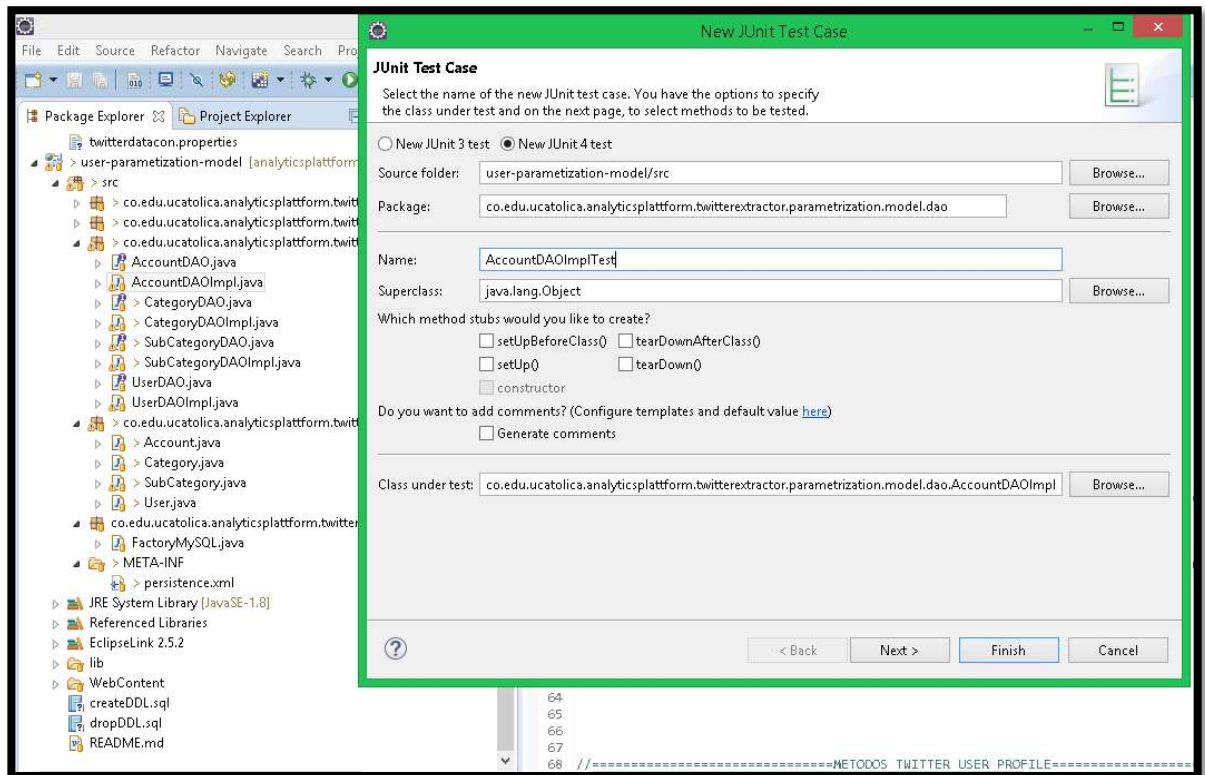 New JUnit Test Case
File Edit Source Refactor Navigate Search Pro
Package Explorer
Project Explorer
twitterdatacon.properties
> user-parametization-model [analyticsplattform
> src
> co.edu.ucatolica.analyticsplattform.twitt
> co.edu.ucatolica.analyticsplattform.twitt
> co.edu.ucatolica.analyticsplattform.twitt
AccountDAO.java
AccountDAOImpl.java
> CategoryDAO.java
> CategoryDAOImpl.java
> SubCategoryDAO.java
> SubCategoryDAOImpl.java
UserDAO.java
UserDAOImpl.java
> co.edu.ucatolica.analyticsplattform.twitt
> Account.java
> Category.java
> SubCategory.java
> User.java
co.edu.ucatolica.analyticsplattform.twitter
FactoryMySQL.java
> META-INF
> persistence.xml
JRE System Library [JavaSE-1.8]
Referenced Libraries
EclipseLink 2.5.2
lib
WebContent
createDDL.sql
dropDDL.sql
README.md
JUnit Test Case
Select the name of the new JUnit test case. You have the options to specify
the class under test and on the next page, to select methods to be tested.
New JUnit 3 test New JUnit 4 test
Source folder: user-parametization-model/src Browse...
Package: co.edu.ucatolica.analyticsplattform.twitterextractor.parametrization.model.dao Browse...
Name: AccountDAOImplTest
Superclass: java.lang.Object Browse...
Which method stubs would you like to create?
setUpBeforeClass() tearDownAfterClass()
setUp() tearDown()
constructor
Do you want to add comments? (Configure templates and default value here)
Generate comments
Class under test: co.edu.ucatolica.analyticsplattform.twitterextractor.parametrization.model.dao.AccountDAOImpl Browse...
< Back Next > Finish Cancel
64
65
66
67
68 //===============================METODOS TWITTER USER PROFILE===================